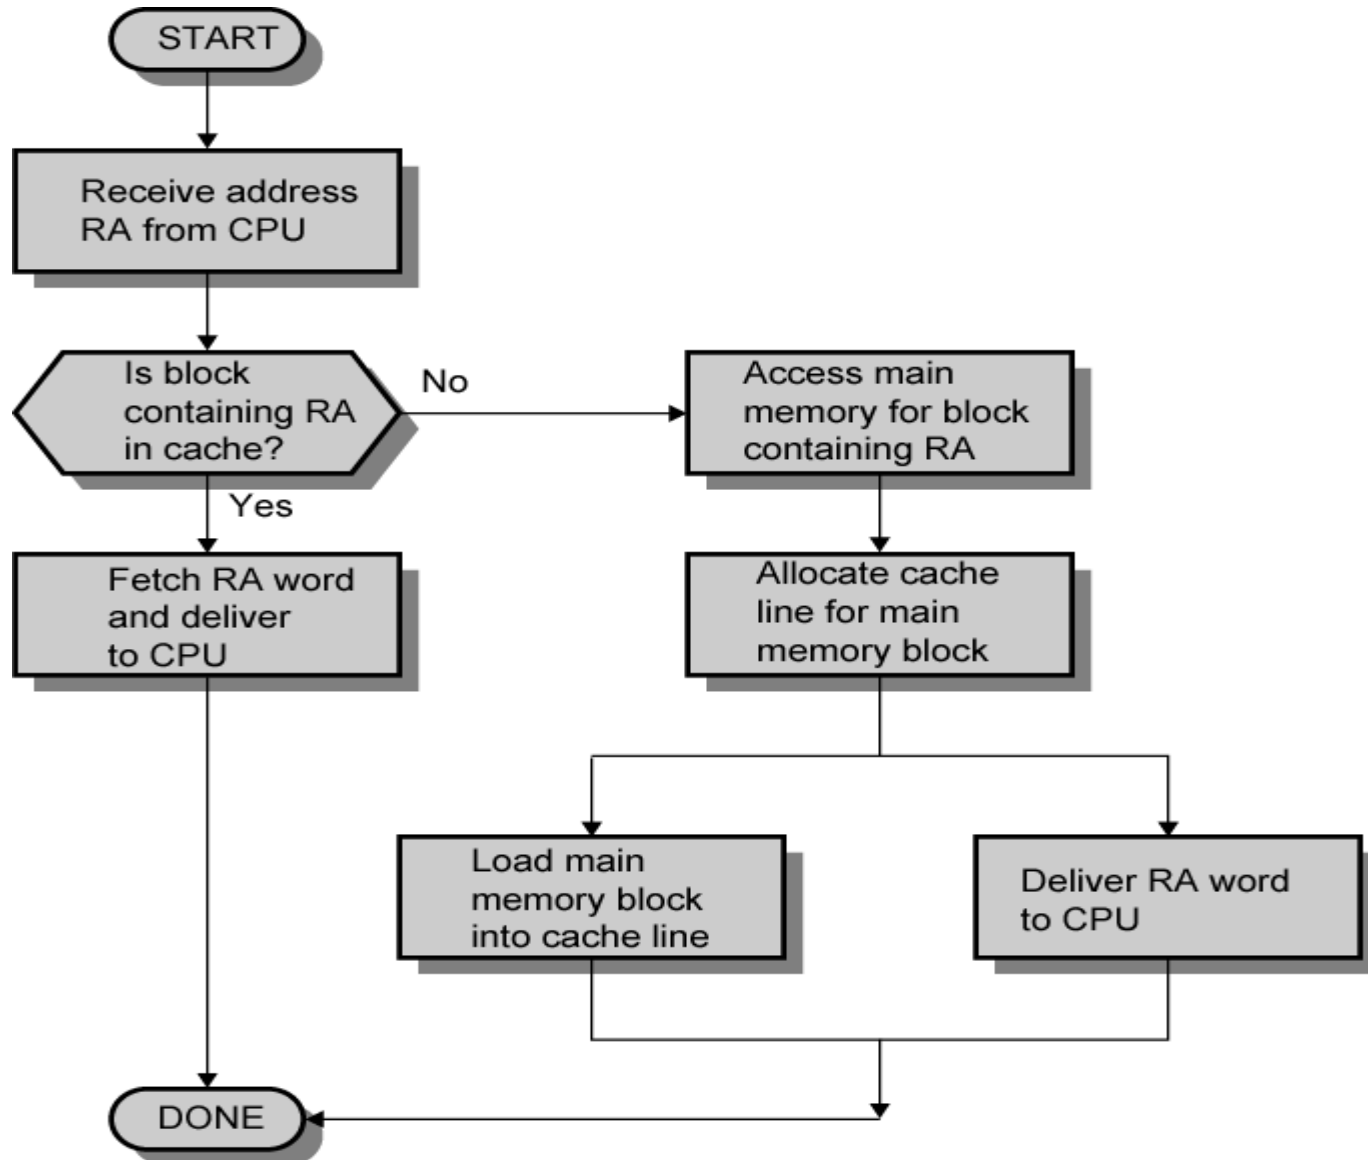 START
Receive address
RA from CPU
Is block
containing RA
in cache?
No
Access main
memory for block
containing RA
Yes
Fetch RA word
and deliver
to CPU
Allocate cache
line for main
memory block
Load main
memory block
into cache line
Deliver RA word
to CPU
DONE